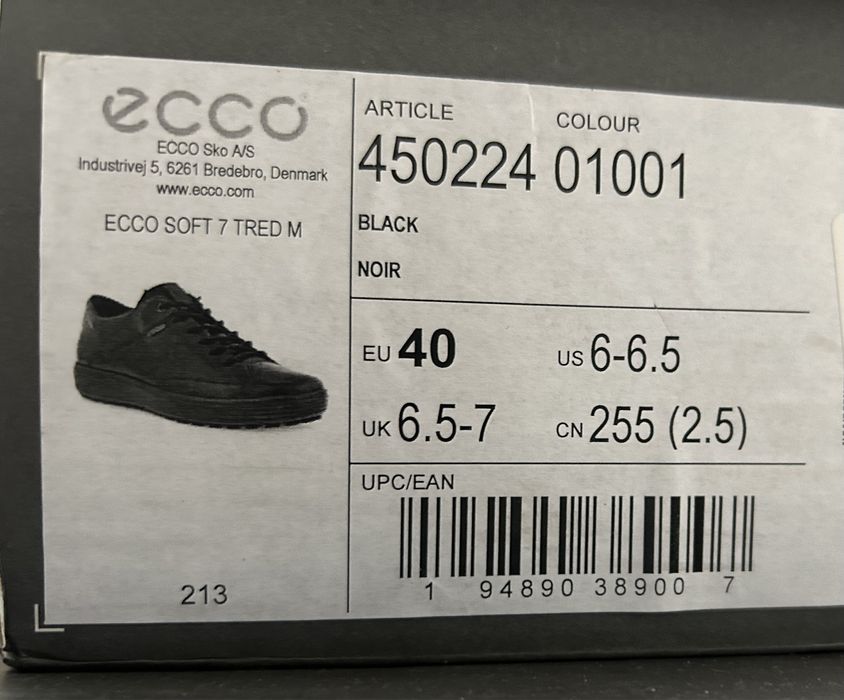 ecco
ECCO Sko A/S
Industrivej 5, 6261 Bredebro, Denmark
www.ecco.com
ECCO SOFT 7 TRED M
213
ARTICLE COLOUR
450224 01001
BLACK
NOIR
EU 40 US 6-6.5
UK 6.5-7 CN 255 (2.5)
UPC/EAN
1 94890 38900 7